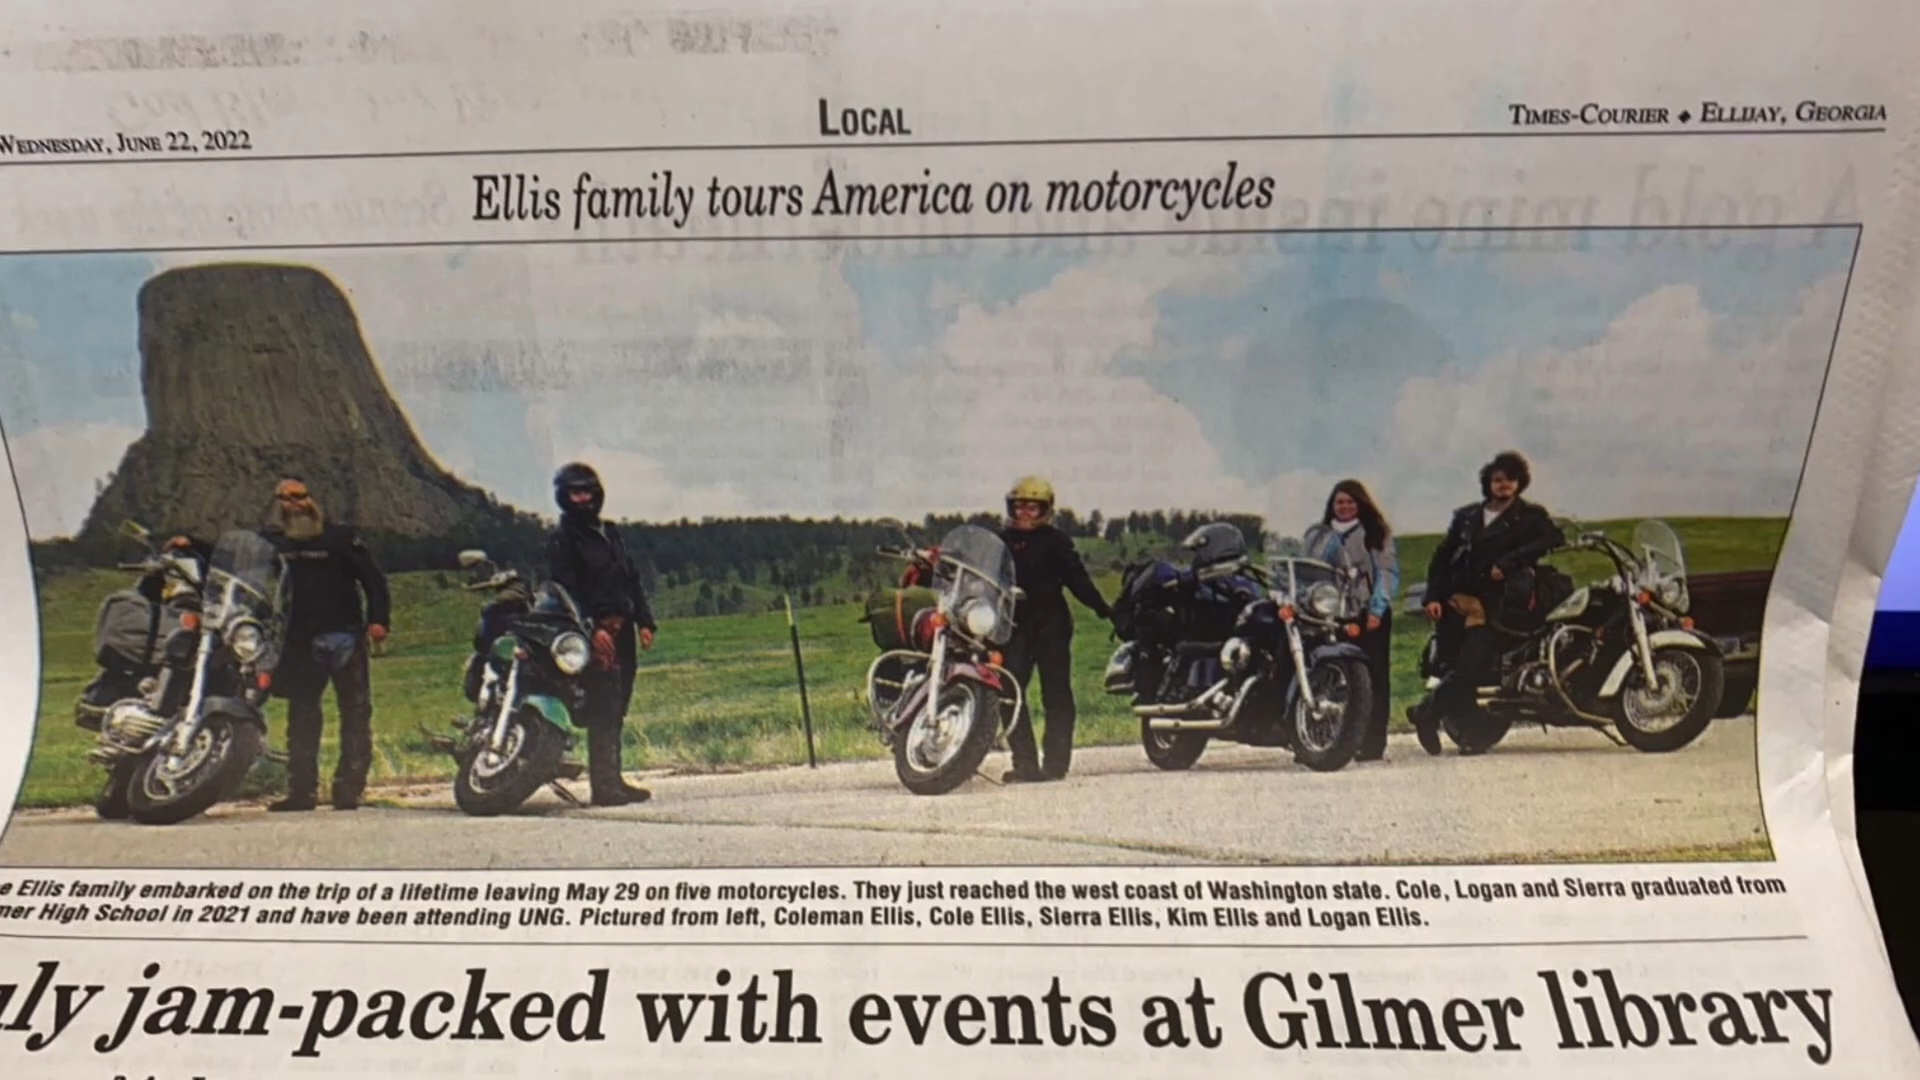 WEDNESDAY, JUNE 22, 2022
LOCAL
TIMES-COURIER ◆ ELLIJAY, GEORGIA
Ellis family tours America on motorcycles
e Ellis family embarked on the trip of a lifetime leaving May 29 on five motorcycles. They just reached the west coast of Washington state. Cole, Logan and Sierra graduated from
mer High School in 2021 and have been attending UNG. Pictured from left, Coleman Ellis, Cole Ellis, Sierra Ellis, Kim Ellis and Logan Ellis.
uly jam-packed with events at Gilmer library